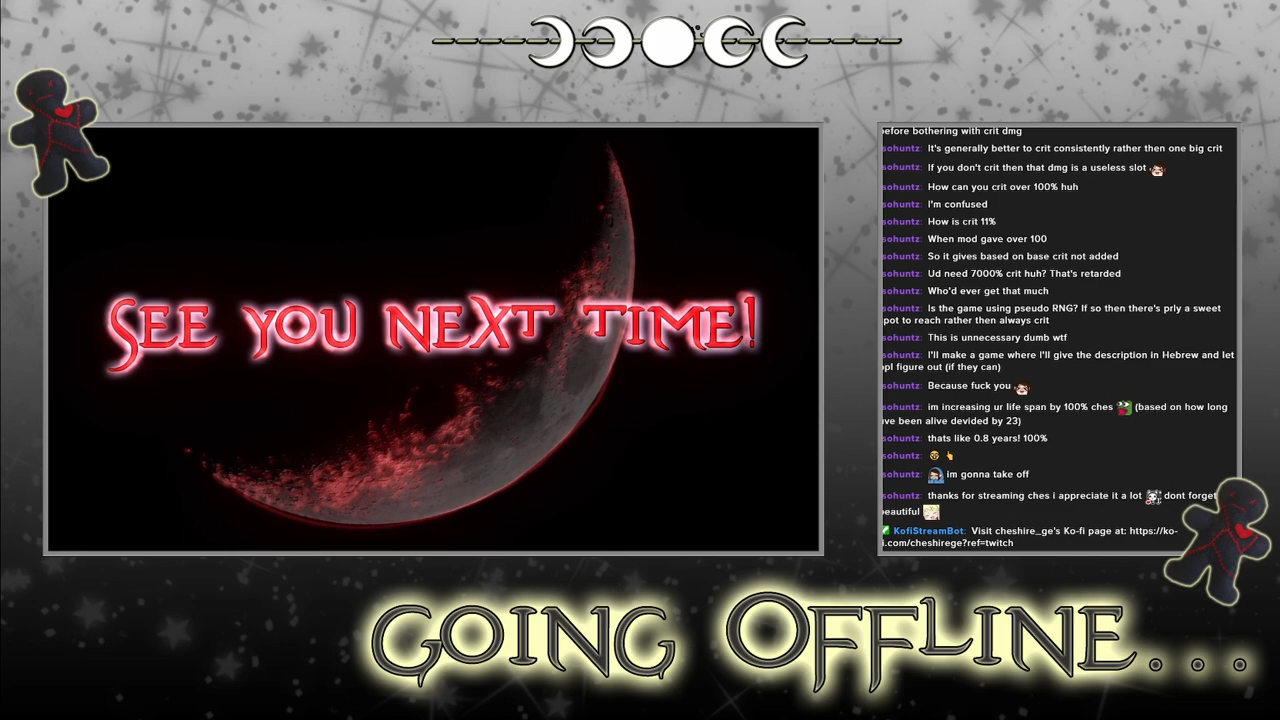 SEE YOU NEXT TIME!
efore bothering with crit dmg
sohuntz: It's generally better to crit consistently rather then one big crit
sohuntz: If you don't crit then that dmg is a useless slot
sohuntz: How can you crit over 100% huh
sohuntz: I'm confused
sohuntz: How is crit 11%
sohuntz: When mod gave over 100
sohuntz: So it gives based on base crit not added
sohuntz: Ud need 7000% crit huh? That's retarded
sohuntz: Who'd ever get that much
sohuntz: Is the game using pseudo RNG? If so then there's prly a sweet
pot to reach rather then always crit
sohuntz: This is unnecessary dumb wtf
sohuntz: I'll make a game where I'll give the description in Hebrew and let
ppl figure out (if they can)
sohuntz: Because fuck you
sohuntz: im increasing ur life span by 100% ches (based on how long
uve been alive devided by 23)
sohuntz: thats like 0.8 years! 100%
sohuntz:
sohuntz: im gonna take off
sohuntz: thanks for streaming ches i appreciate it a lot dont forget
beautiful
KofiStreamBot: Visit cheshire_ge's Ko-fi page at: https://ko-
i.com/cheshirege?ref=twitch
GOING OFFLINE...